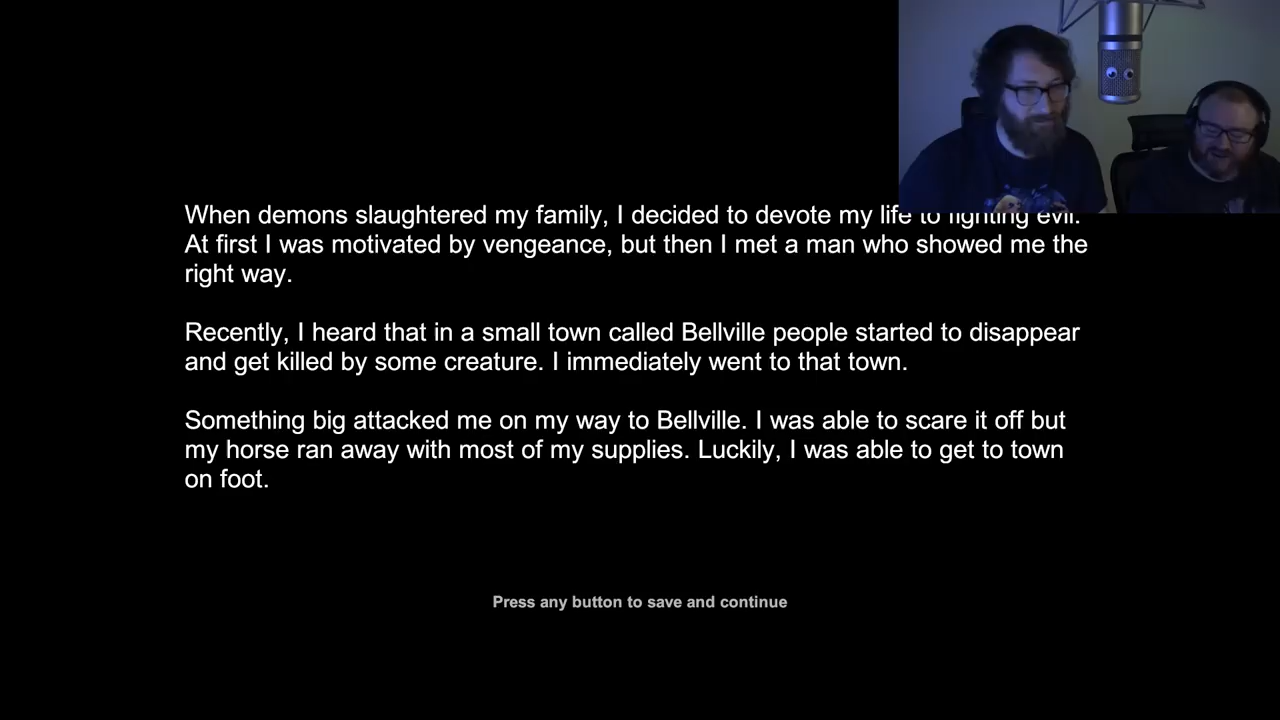 When demons slaughtered my family, I decided to devote my life to fighting evil.
At first I was motivated by vengeance, but then I met a man who showed me the
right way.
Recently, I heard that in a small town called Bellville people started to disappear
and get killed by some creature. I immediately went to that town.
Something big attacked me on my way to Bellville. I was able to scare it off but
my horse ran away with most of my supplies. Luckily, I was able to get to town
on foot.
Press any button to save and continue